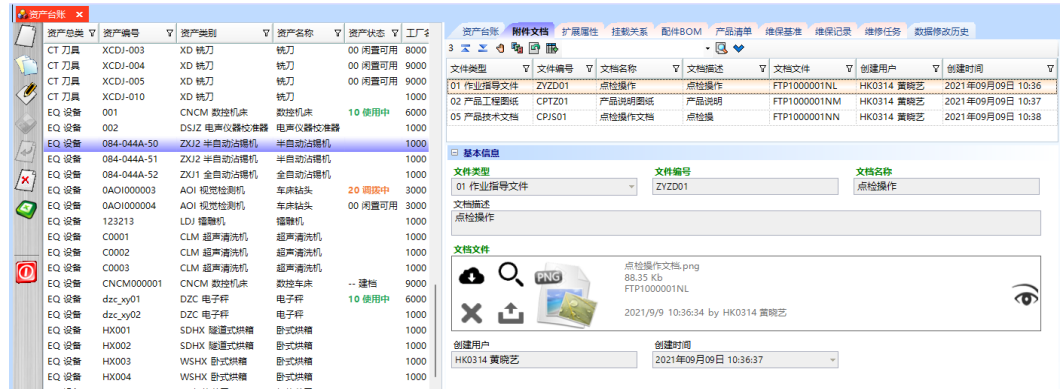 资产台账
资产总类 资产编号 资产类别 资产名称 资产状态 工厂名
CT 刀具 XCDJ-003 XD 铣刀 铣刀 00 闲置可用 8000
CT 刀具 XCDJ-004 XD 铣刀 铣刀 00 闲置可用 9000
CT 刀具 XCDJ-005 XD 铣刀 铣刀 00 闲置可用 9000
CT 刀具 XCDJ-010 XD 铣刀 铣刀 1000
EQ 设备 001 CNCM 数控机床 数控机床 10 使用中 6000
EQ 设备 002 DSJZ 电声仪器校准器 电声仪器校准器 1000
EQ 设备 084-044A-50 ZXJ2 半自动沾锡机 半自动沾锡机 1000
EQ 设备 084-044A-51 ZXJ2 半自动沾锡机 半自动沾锡机 1000
EQ 设备 084-044A-52 ZXJ1 全自动沾锡机 全自动沾锡机 1000
EQ 设备 0AOI000003 AOI 视觉检测机 车床钻头 20 调拨中 3000
EQ 设备 0AOI000004 AOI 视觉检测机 车床钻头 00 闲置可用 3000
EQ 设备 123213 LDJ 镭雕机 镭雕机 1000
EQ 设备 C0001 CLM 超声清洗机 超声清洗机 1000
EQ 设备 C0002 CLM 超声清洗机 超声清洗机 1000
EQ 设备 C0003 CLM 超声清洗机 超声清洗机 1000
EQ 设备 CNCM000001 CNCM 数控机床 数控车床 -- 建档 9000
EQ 设备 dzc_xy01 DZC 电子秤 电子秤 10 使用中 6000
EQ 设备 dzc_xy02 DZC 电子秤 电子秤 1000
EQ 设备 HX001 SDHX 隧道式烘箱 卧式烘箱 1000
EQ 设备 HX002 SDHX 隧道式烘箱 卧式烘箱 1000
EQ 设备 HX003 WSHX 卧式烘箱 卧式烘箱 1000
EQ 设备 HX004 WSHX 卧式烘箱 卧式烘箱 1000
资产台账 附件文档 扩展属性 挂载关系 配件BOM 产品清单 维保基准 维保记录 维修任务 数据修改历史
3
文件类型 文件编号 文档名称 文档描述 文档文件 创建用户 创建时间
01 作业指导文件 ZYZD01 点检操作 点检操作 FTP1000001NL HK0314 黄晓艺 2021年09月09日 10:36
02 产品工程图纸 CPTZ01 产品说明图纸 产品说明 FTP1000001NM HK0314 黄晓艺 2021年09月09日 10:37
05 产品技术文档 CPJS01 点检操作文档 点检操 FTP1000001NN HK0314 黄晓艺 2021年09月09日 10:38
基本信息
文件类型 文件编号 文档名称
01 作业指导文件 ZYZD01 点检操作
文档描述
点检操作
文档文件
PNG
点检操作文档.png
88.35 Kb
FTP1000001NL
2021/9/9 10:36:34 by HK0314 黄晓艺
创建用户 创建时间
HK0314 黄晓艺 2021年09月09日 10:36:37